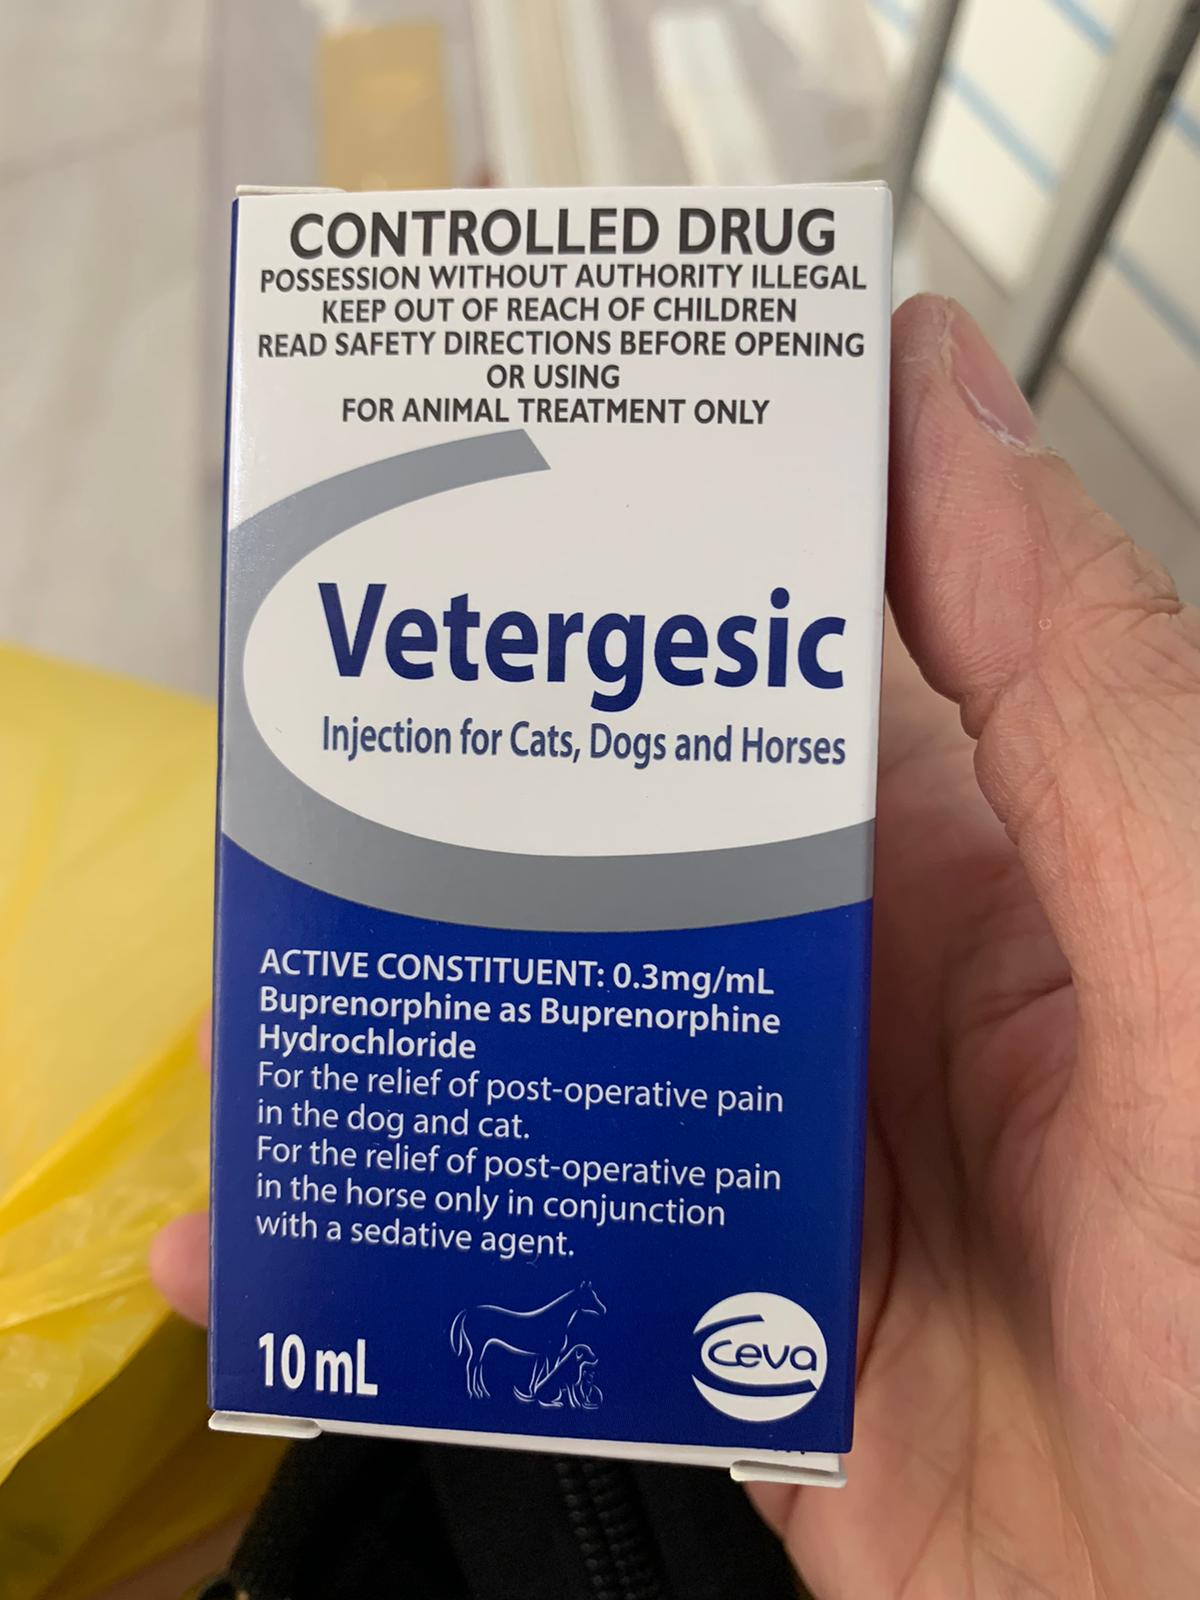 CONTROLLED DRUG
POSSESSION WITHOUT AUTHORITY ILLEGAL
KEEP OUT OF REACH OF CHILDREN
READ SAFETY DIRECTIONS BEFORE OPENING
OR USING
FOR ANIMAL TREATMENT ONLY
Vetergesic
Injection for Cats, Dogs and Horses
ACTIVE CONSTITUENT: 0.3mg/mL
Buprenorphine as Buprenorphine
Hydrochloride
For the relief of post-operative pain
in the dog and cat.
For the relief of post-operative pain
in the horse only in conjunction
with a sedative agent.
10 mL
Ceva